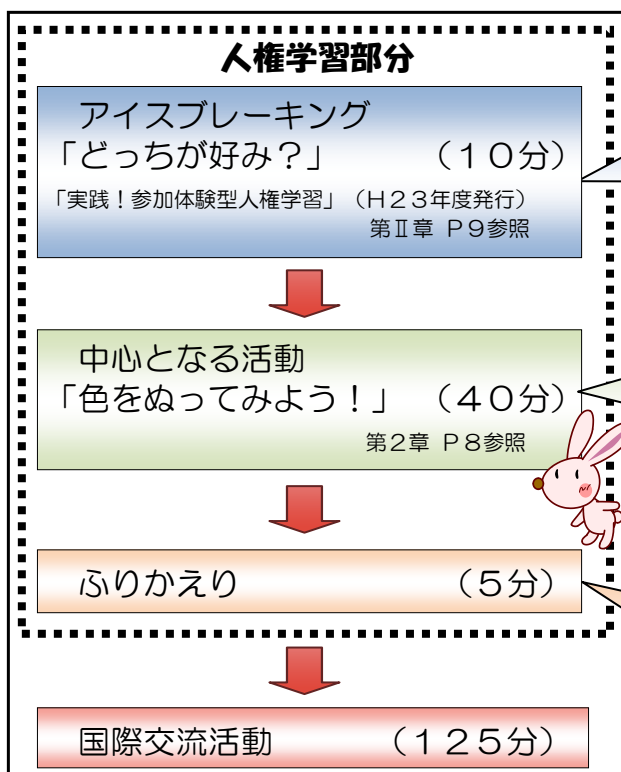 人権学習部分
アイスブレーキング
「どっちが好み？」 （１０分）
「実践！参加体験型人権学習」（H２３年度発行）
第Ⅱ章 P９参照
中心となる活動
「色をぬってみよう！」 （４０分）
第２章 P８参照
ふりかえり （５分）
国際交流活動 （１２５分）